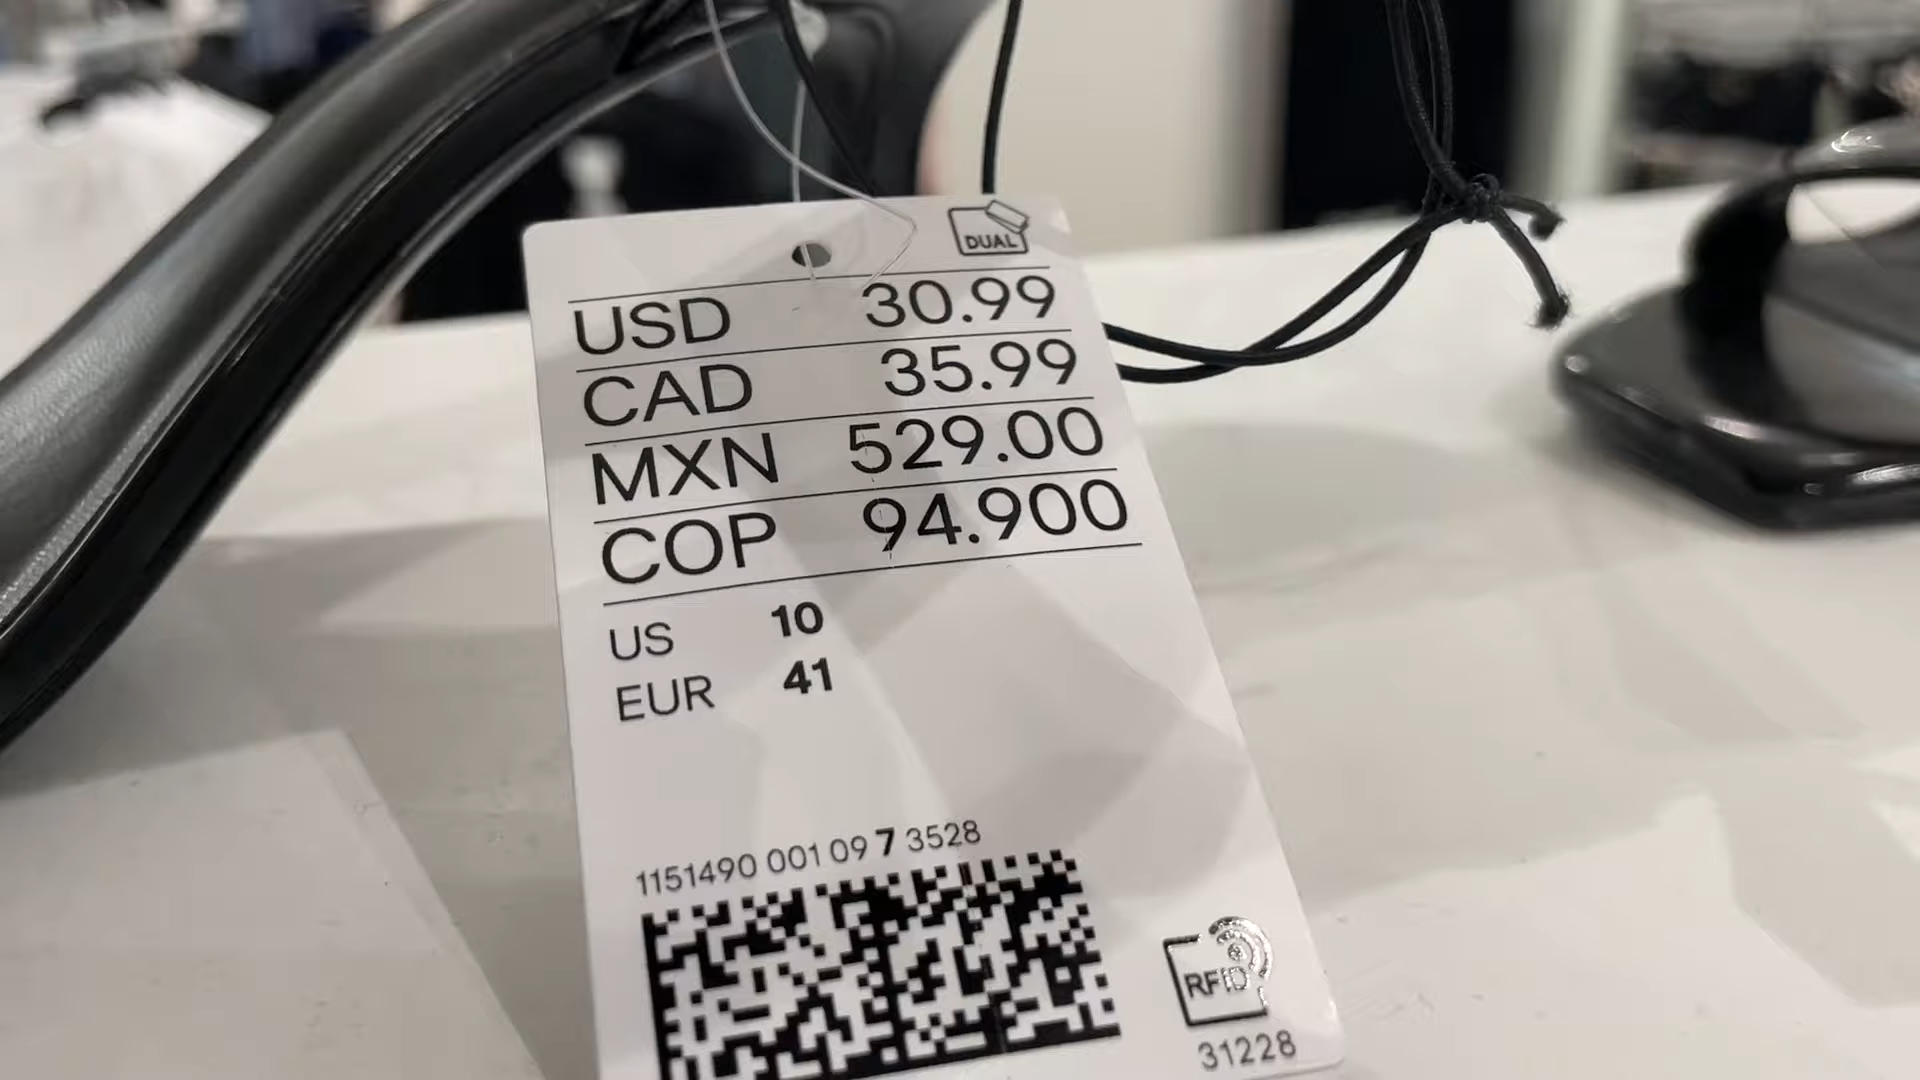 DUAL
USD 30.99
CAD 35.99
MXN 529.00
COP 94.900
US 10
EUR 41
1151490 001 09 7 3528
RFID
31228